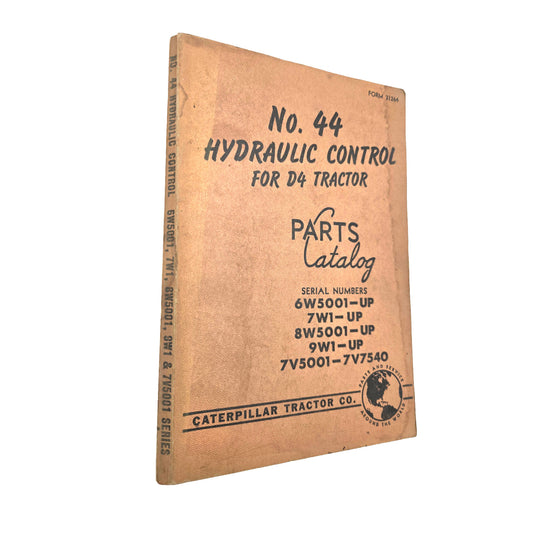 NO. 44 HYDRAULIC CONTROL 6W5001, 7W1, 8W5001, 9W1 & 7V5001 SERIES
FORM 21264
No. 44
HYDRAULIC CONTROL
FOR D4 TRACTOR
PARTS
Catalog
SERIAL NUMBERS
6W5001-UP
7W1-UP
8W5001-UP
9W1-UP
7V5001-7V7540
CATERPILLAR TRACTOR CO.
PARTS AND SERVICE
AROUND THE WORLD